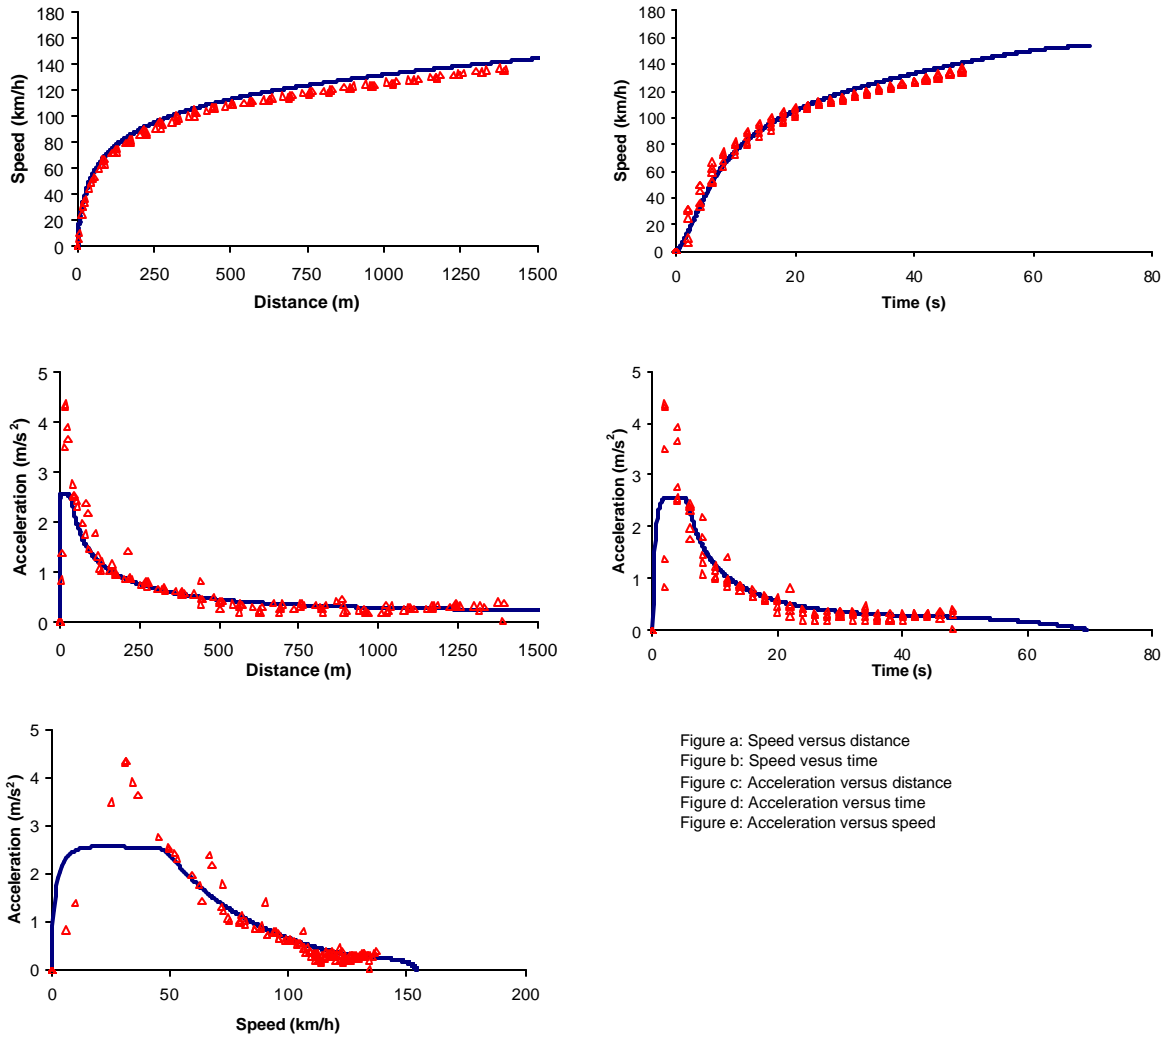 180
160
140
120
100
80
60
40
20
0
Speed (km/h)
0 250 500 750 1000 1250 1500
Distance (m)
180
160
140
120
100
80
60
40
20
0
Speed (km/h)
0 20 40 60 80
Time (s)
5
4
3
2
1
0
Acceleration (m/s²)
0 250 500 750 1000 1250 1500
Distance (m)
5
4
3
2
1
0
Acceleration (m/s²)
0 20 40 60 80
Time (s)
5
4
3
2
1
0
Acceleration (m/s²)
0 50 100 150 200
Speed (km/h)
Figure a: Speed versus distance
Figure b: Speed vesus time
Figure c: Acceleration versus distance
Figure d: Acceleration versus time
Figure e: Acceleration versus speed